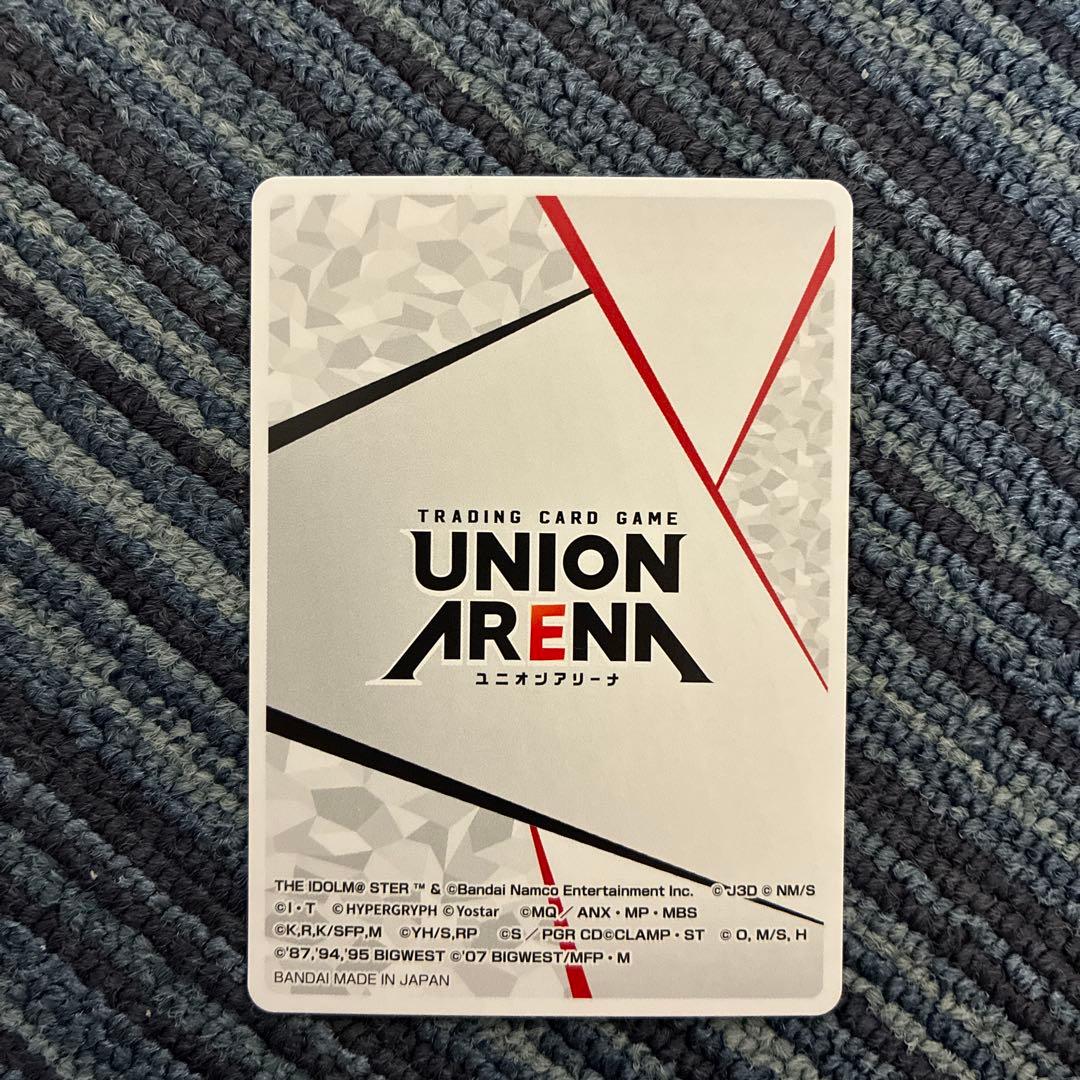 TRADING CARD GAME
UNION
ARENA
ユニオンアリーナ
THE IDOLM@ STER ™ & ©Bandai Namco Entertainment Inc. ©J3D © NM/S
©I・T ©HYPERGRYPH ©Yostar ©MQ／ANX・MP・MBS
©K,R,K/SFP,M ©YH/S,RP ©S／PGR CD©CLAMP・ST © O, M/S, H
©'87,'94,'95 BIGWEST ©'07 BIGWEST/MFP・M
BANDAI MADE IN JAPAN